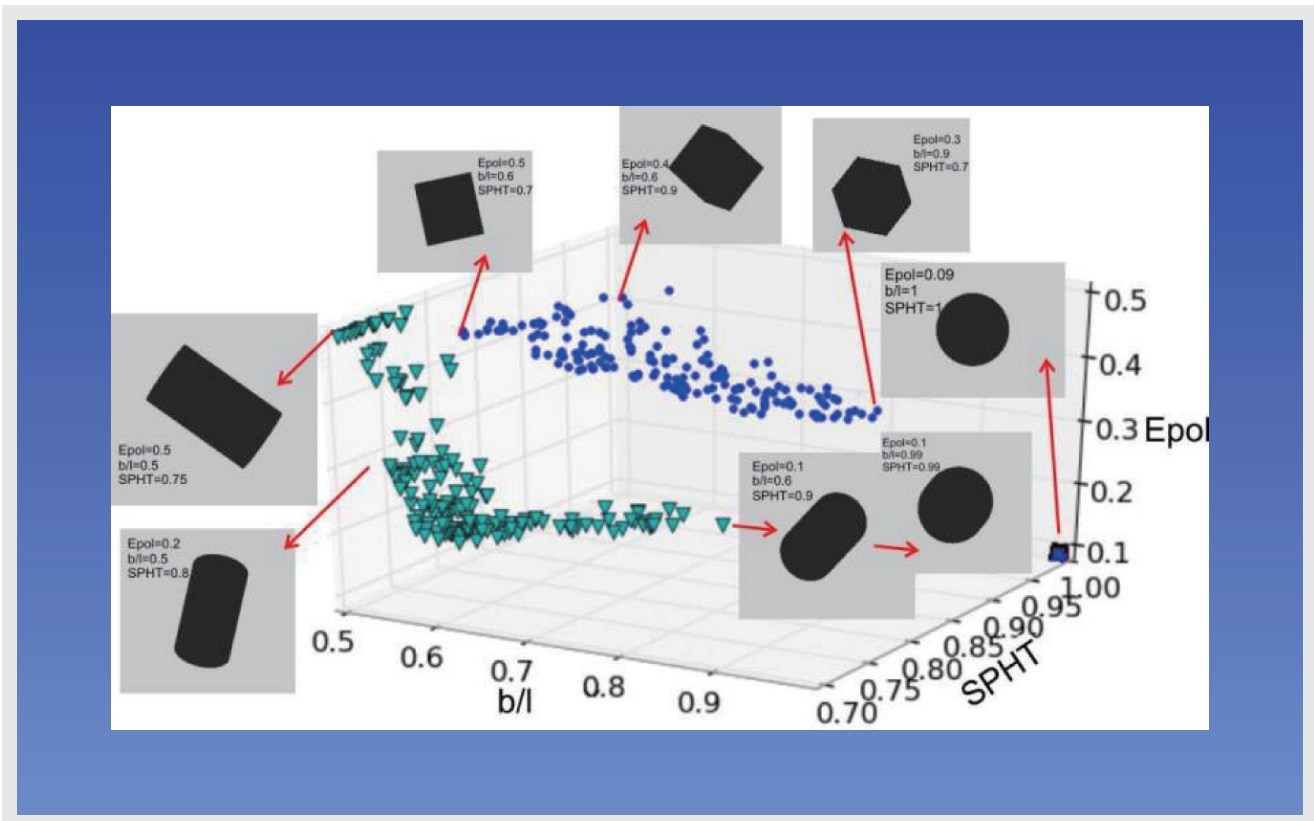 Epol=0.5
b/l=0.6
SPHT=0.7
Epol=0.4
b/l=0.6
SPHT=0.9
Epol=0.3
b/l=0.9
SPHT=0.7
Epol=0.09
b/l=1
SPHT=1
Epol=0.5
b/l=0.5
SPHT=0.75
Epol=0.2
b/l=0.5
SPHT=0.8
Epol=0.1
b/l=0.6
SPHT=0.9
Epol=0.1
b/l=0.99
SPHT=0.99
0.5
0.4
0.3
0.2
0.1
Epol
0.5
0.6
0.7
0.8
0.9
b/l
0.70
0.75
0.80
0.85
0.90
0.95
1.00
SPHT